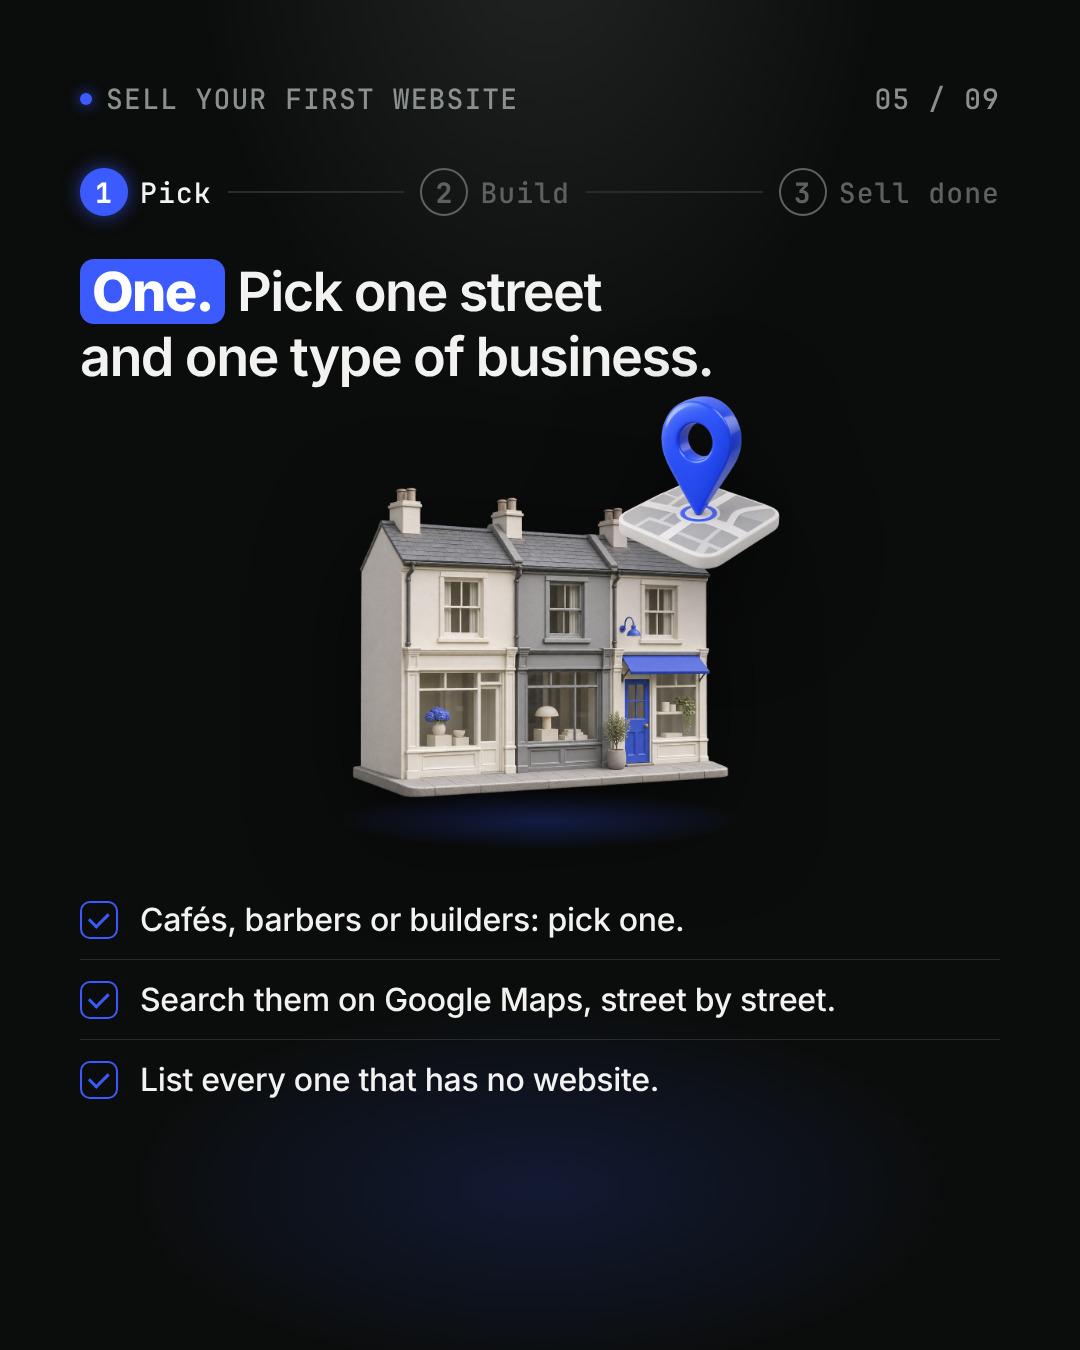 SELL YOUR FIRST WEBSITE
05 / 09
1 Pick
2 Build
3 Sell done
One. Pick one street
and one type of business.
Cafés, barbers or builders: pick one.
Search them on Google Maps, street by street.
List every one that has no website.